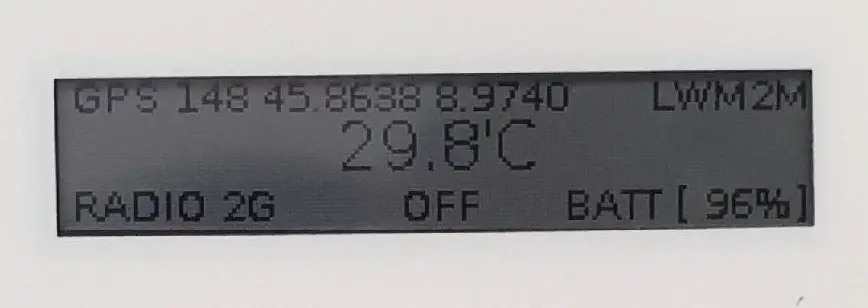 GPS 148 45.8638 8.9740 LWM2M
29.8'C
RADIO 2G OFF BATT [ 96%]